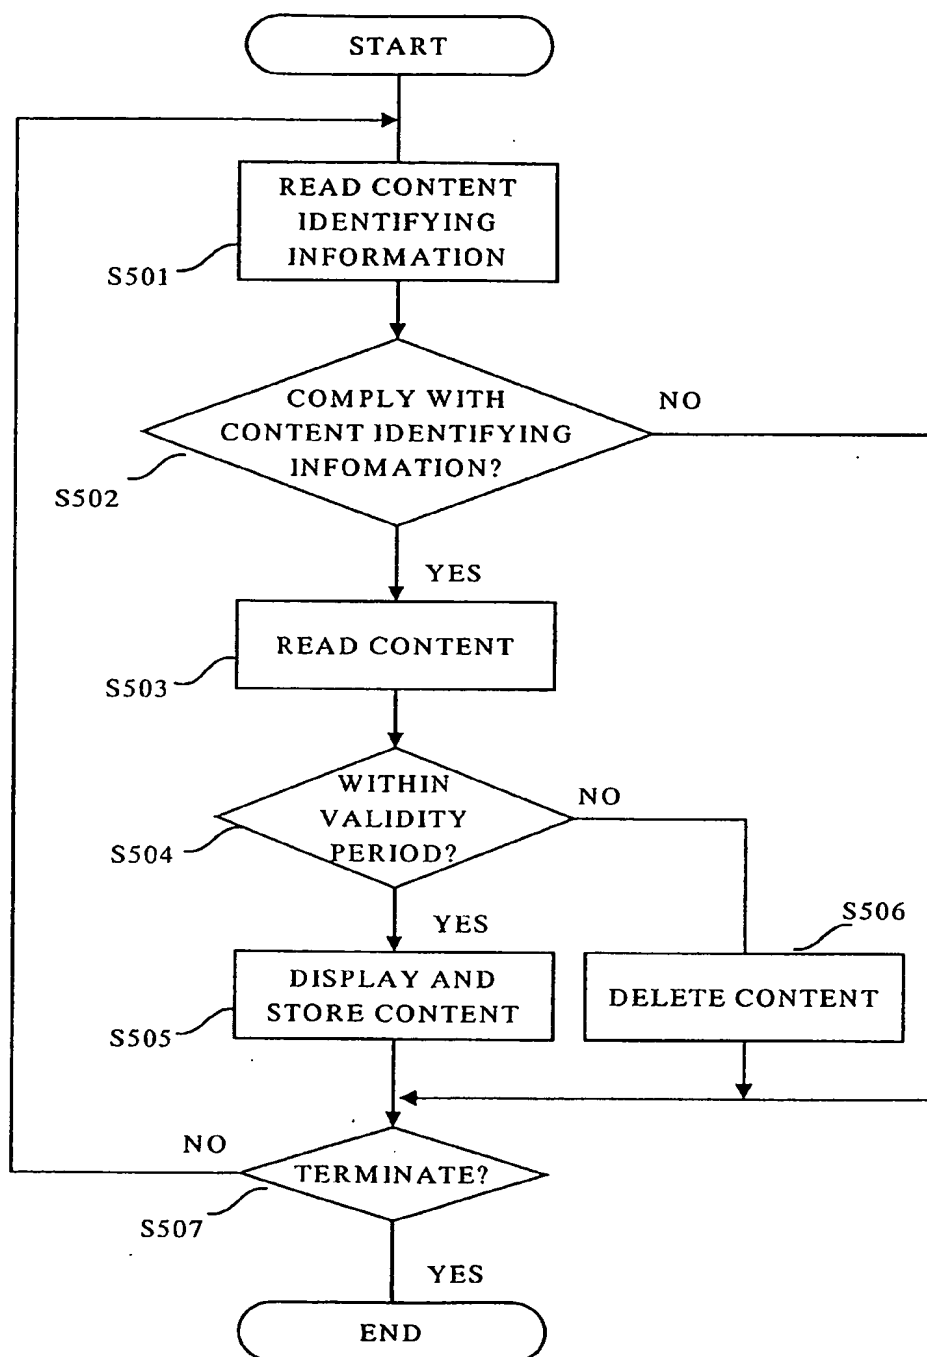 START
READ CONTENT
IDENTIFYING
INFORMATION
S501
COMPLY WITH
CONTENT IDENTIFYING
INFOMATION?
NO
S502
YES
READ CONTENT
S503
WITHIN
VALIDITY
PERIOD?
NO
S504
YES
S506
DISPLAY AND
STORE CONTENT
DELETE CONTENT
S505
NO
TERMINATE?
S507
YES
END